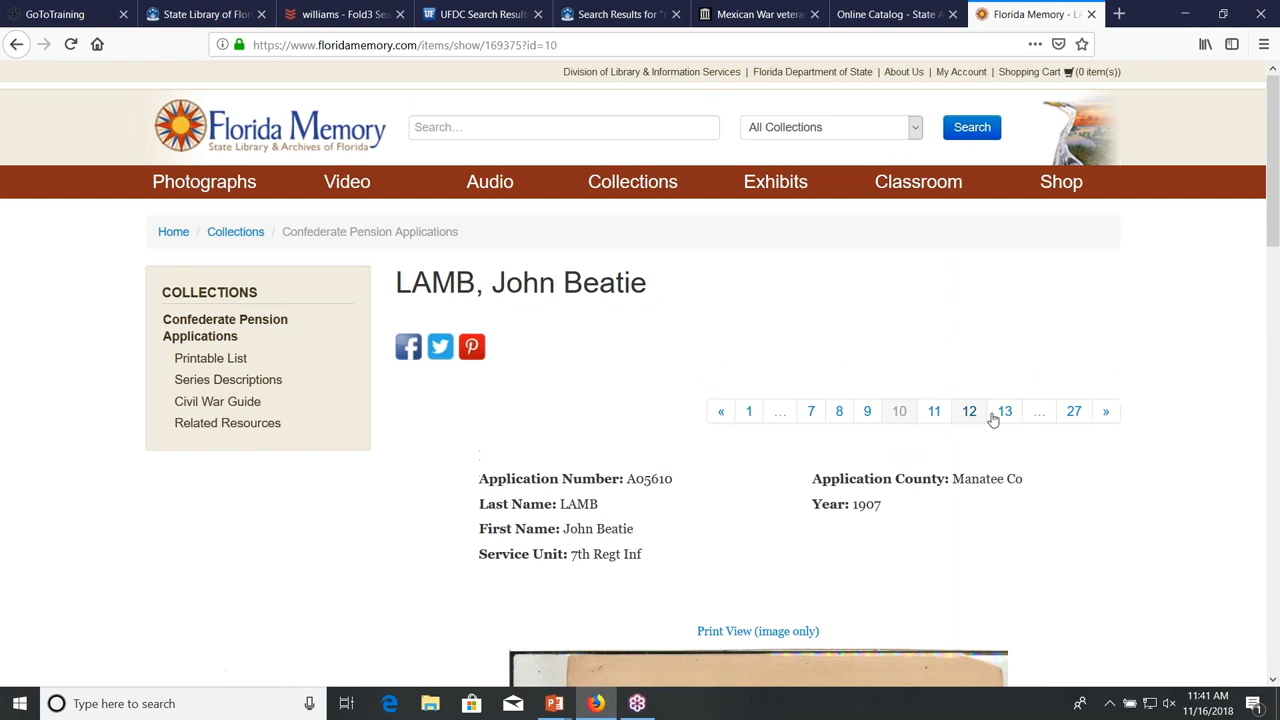 GoToTraining
State Library of Flor
williams - 
UFDC Search Result
Search Results for "r
Mexican War veter
Online Catalog - State A
Florida Memory - LA
https://www.floridamemory.com/items/show/169375?id=10
Division of Library & Information Services | Florida Department of State | About Us | My Account | Shopping Cart (0 item(s))
Florida Memory
State Library & Archives of Florida
Search...
All Collections
Search
Photographs Video Audio Collections Exhibits Classroom Shop
Home / Collections / Confederate Pension Applications
COLLECTIONS
Confederate Pension
Applications
Printable List
Series Descriptions
Civil War Guide
Related Resources
LAMB, John Beatie
« 1 ... 7 8 9 10 11 12 13 ... 27 »
Application Number: A05610
Last Name: LAMB
First Name: John Beatie
Service Unit: 7th Regt Inf
Application County: Manatee Co
Year: 1907
Print View (image only)
Type here to search
11:41 AM
11/16/2018
1